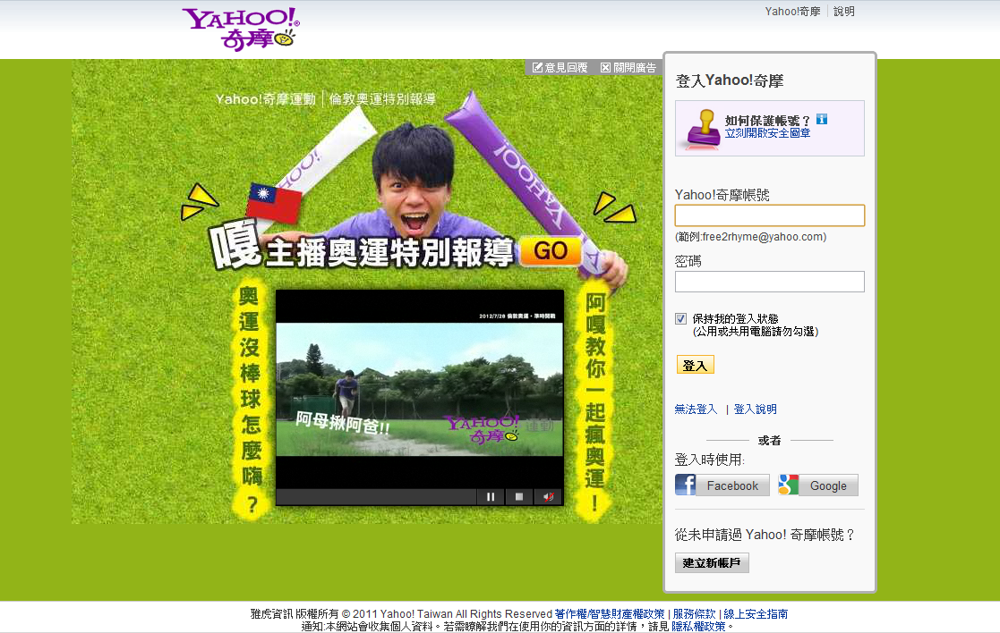 YAHOO!®
奇摩
Yahoo!奇摩
說明
意見回覆
關閉廣告
Yahoo!奇摩運動 | 倫敦奧運特別報導
YAHOO!
YAHOO!
嘎主播奧運特別報導
GO
奧運沒棒球怎麼嗨？
2012/7/28 倫敦奧運・準時開戰
阿母揪阿爸!!
YAHOO!
奇摩
運動
阿嘎教你一起瘋奧運！
登入Yahoo!奇摩
如何保護帳號？
立刻開啟安全圖章
Yahoo!奇摩帳號
(範例:free2rhyme@yahoo.com)
密碼
保持我的登入狀態
(公用或共用電腦請勿勾選)
登入
無法登入 | 登入說明
或者
登入時使用:
Facebook
Google
從未申請過 Yahoo! 奇摩帳號？
建立新帳戶
雅虎資訊 版權所有 © 2011 Yahoo! Taiwan All Rights Reserved 著作權/智慧財產權政策 | 服務條款 | 線上安全指南
通知:本網站會收集個人資料。若需瞭解我們在使用你的資訊方面的詳情，請見 隱私權政策。